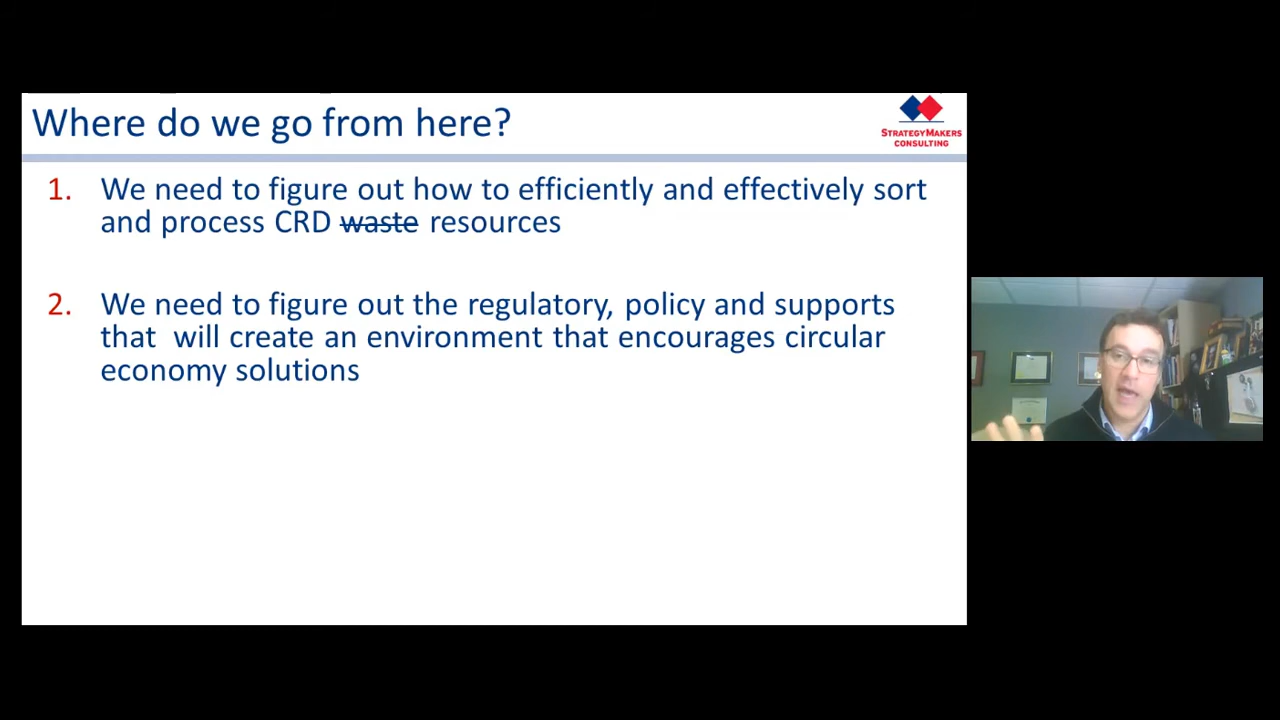 Where do we go from here?
STRATEGYMAKERS
CONSULTING
1. We need to figure out how to efficiently and effectively sort
and process CRD waste resources
2. We need to figure out the regulatory, policy and supports
that  will create an environment that encourages circular
economy solutions